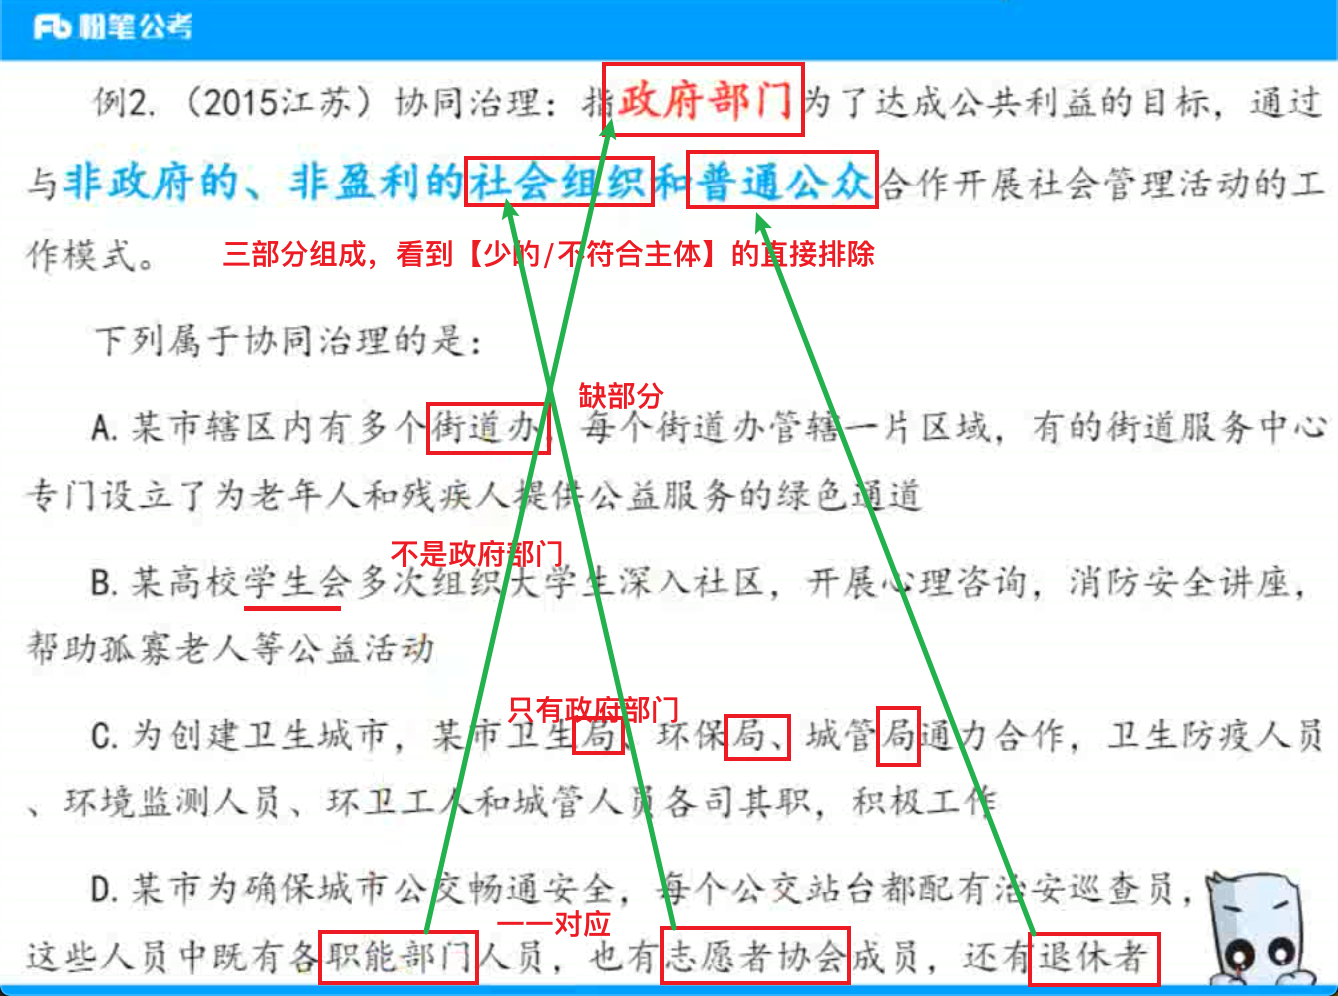 粉笔公考
例2.（2015江苏）协同治理：指政府部门为了达成公共利益的目标，通过
与非政府的、非盈利的社会组织和普通公众合作开展社会管理活动的工
作模式。
三部分组成，看到【少的/不符合主体】的直接排除
下列属于协同治理的是：
缺部分
A.某市辖区内有多个街道办，每个街道办管辖一片区域，有的街道服务中心
专门设立了为老年人和残疾人提供公益服务的绿色通道
不是政府部门
B.某高校学生会多次组织大学生深入社区，开展心理咨询，消防安全讲座，
帮助孤寡老人等公益活动
只有政府部门
C.为创建卫生城市，某市卫生局、环保局、城管局通力合作，卫生防疫人员
、环境监测人员、环卫工人和城管人员各司其职，积极工作
D.某市为确保城市公交畅通安全，每个公交站台都配有治安巡查员，
一一对应
这些人员中既有各职能部门人员，也有志愿者协会成员，还有退休者